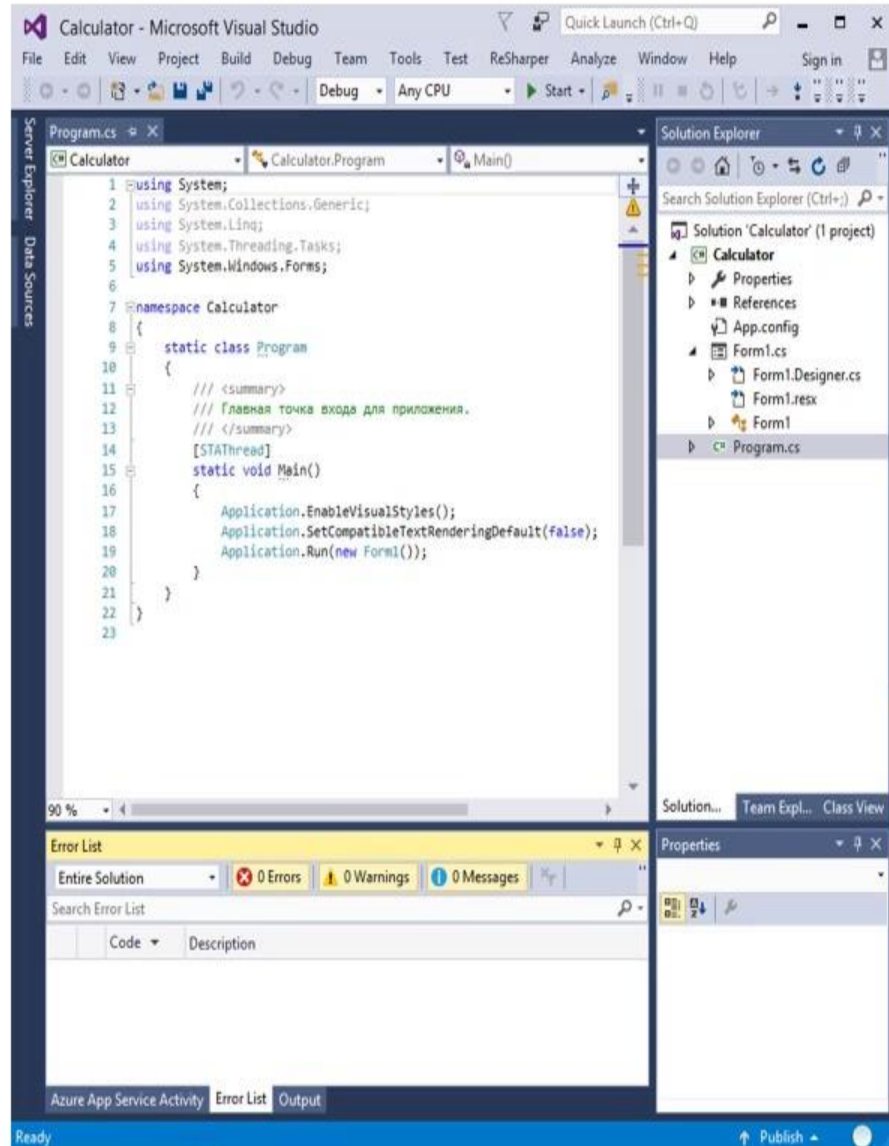 Calculator - Microsoft Visual Studio
Quick Launch (Ctrl+Q)
File Edit View Project Build Debug Team Tools Test ReSharper Analyze Window Help Sign in
Debug Any CPU Start
Server Explorer
Data Sources
Program.cs
Calculator Calculator.Program Main()
1 using System;
2 using System.Collections.Generic;
3 using System.Linq;
4 using System.Threading.Tasks;
5 using System.Windows.Forms;
6
7 namespace Calculator
8 {
9 static class Program
10 {
11 /// <summary>
12 /// Главная точка входа для приложения.
13 /// </summary>
14 [STAThread]
15 static void Main()
16 {
17 Application.EnableVisualStyles();
18 Application.SetCompatibleTextRenderingDefault(false);
19 Application.Run(new Form1());
20 }
21 }
22 }
23
90 %
Solution Explorer
Search Solution Explorer (Ctrl+;)
Solution 'Calculator' (1 project)
Calculator
Properties
References
App.config
Form1.cs
Form1.Designer.cs
Form1.resx
Form1
Program.cs
Solution... Team Expl... Class View
Error List
Entire Solution 0 Errors 0 Warnings 0 Messages
Search Error List
Code Description
Azure App Service Activity Error List Output
Properties
Ready
Publish